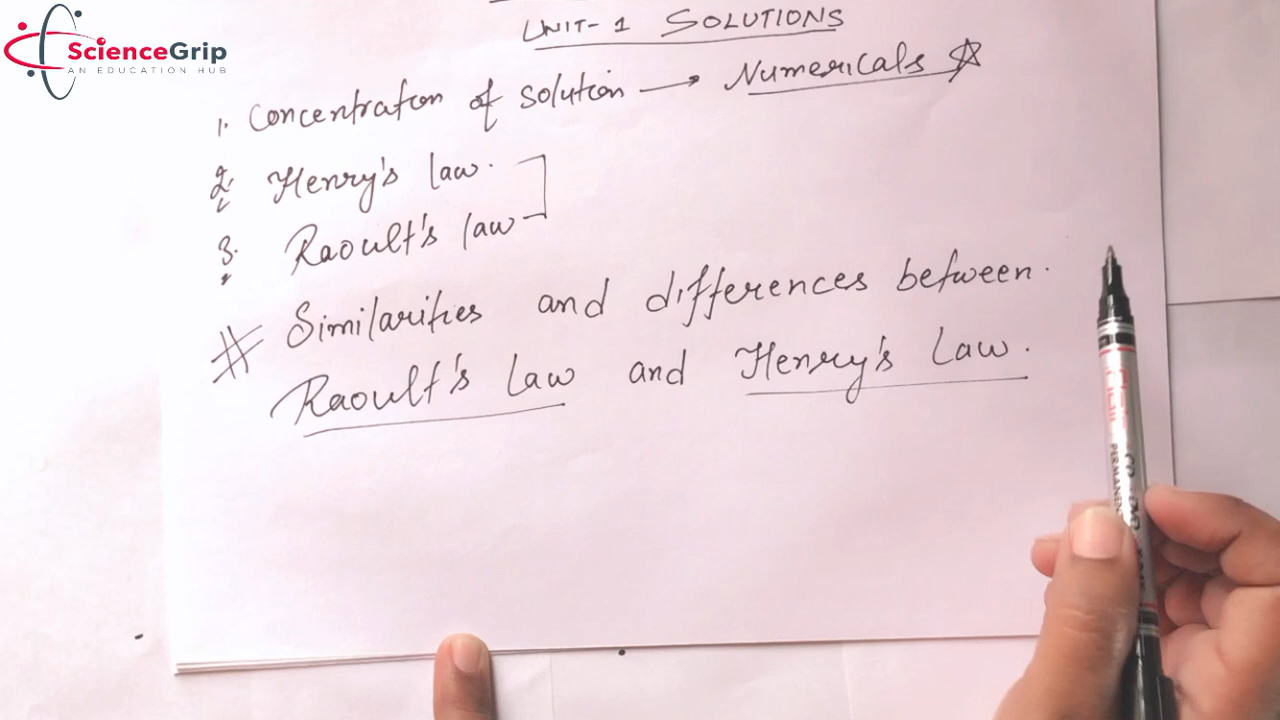 ScienceGrip
AN EDUCATION HUB
UNIT-1 SOLUTIONS
1. Concentration of solution → Numericals ☆
2. Henry's law.
3. Raoult's law
# Similarities and differences between.
Raoult's Law and Henry's Law.